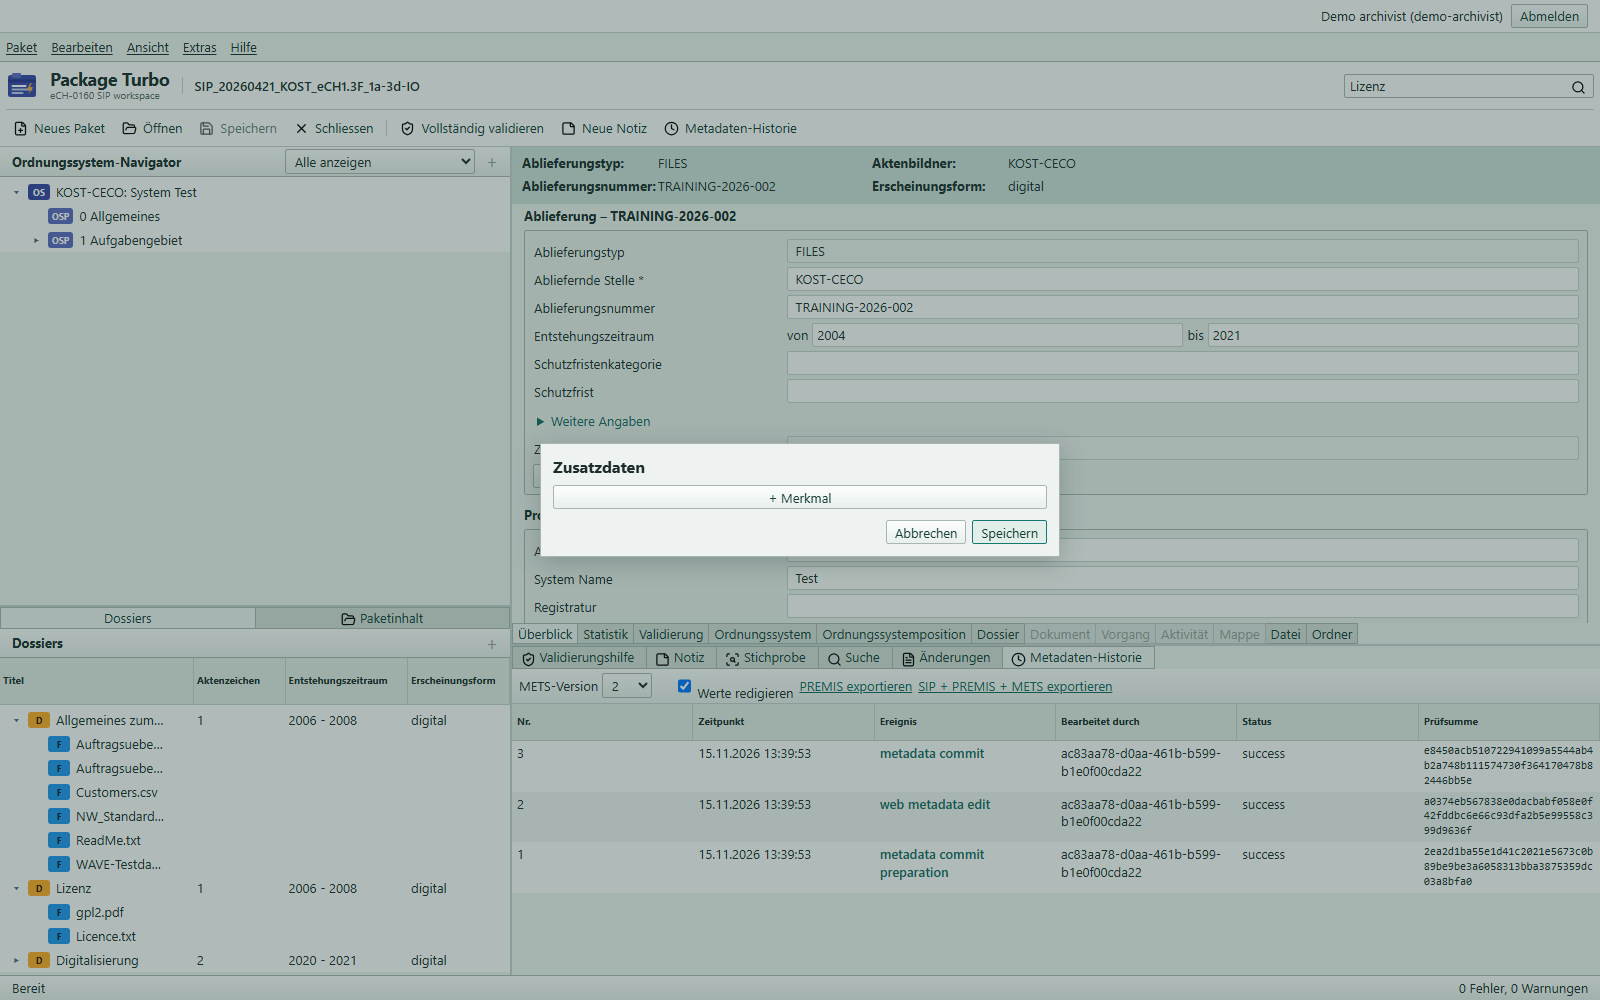 Demo archivist (demo-archivist) Abmelden
Paket Bearbeiten Ansicht Extras Hilfe
Package Turbo
eCH-0160 SIP workspace
SIP_20260421_KOST_eCH1.3F_1a-3d-IO
Lizenz
Neues Paket Öffnen Speichern Schliessen Vollständig validieren Neue Notiz Metadaten-Historie
Ordnungssystem-Navigator Alle anzeigen +
OS KOST-CECO: System Test
OSP 0 Allgemeines
OSP 1 Aufgabengebiet
Dossiers Paketinhalt
Dossiers +
Titel Aktenzeichen Entstehungszeitraum Erscheinungsform
D Allgemeines zum... 1 2006 - 2008 digital
F Auftragsuebe...
F Auftragsuebe...
F Customers.csv
F NW_Standard...
F ReadMe.txt
F WAVE-Testda...
D Lizenz 1 2006 - 2008 digital
F gpl2.pdf
F Licence.txt
D Digitalisierung 2 2020 - 2021 digital
Ablieferungstyp: FILES Aktenbildner: KOST-CECO
Ablieferungsnummer: TRAINING-2026-002 Erscheinungsform: digital
Ablieferung – TRAINING-2026-002
Ablieferungstyp FILES
Abliefernde Stelle * KOST-CECO
Ablieferungsnummer TRAINING-2026-002
Entstehungszeitraum von 2004 bis 2021
Schutzfristenkategorie
Schutzfrist
Weitere Angaben
Z
Zusatzdaten
+ Merkmal
Abbrechen Speichern
Pro
A
System Name Test
Registratur
Überblick Statistik Validierung Ordnungssystem Ordnungssystemposition Dossier Dokument Vorgang Aktivität Mappe Datei Ordner
Validierungshilfe Notiz Stichprobe Suche Änderungen Metadaten-Historie
METS-Version 2 Werte redigieren PREMIS exportieren SIP + PREMIS + METS exportieren
Nr. Zeitpunkt Ereignis Bearbeitet durch Status Prüfsumme
3 15.11.2026 13:39:53 metadata commit ac83aa78-d0aa-461b-b599-b1e0f00cda22 success e8450acb510722941099a5544ab4
b2a748b111574730f364170478b8
2446bb5e
2 15.11.2026 13:39:53 web metadata edit ac83aa78-d0aa-461b-b599-b1e0f00cda22 success a0374eb567838e0dacbabf058e0f
42fddbc6e66c93dfa2b5e99558c3
99d9636f
1 15.11.2026 13:39:53 metadata commit preparation ac83aa78-d0aa-461b-b599-b1e0f00cda22 success 2ea2d1ba55e1d41c2021e5673c0b
89be9be3a6058313bba3875359dc
03a8bfa0
Bereit 0 Fehler, 0 Warnungen